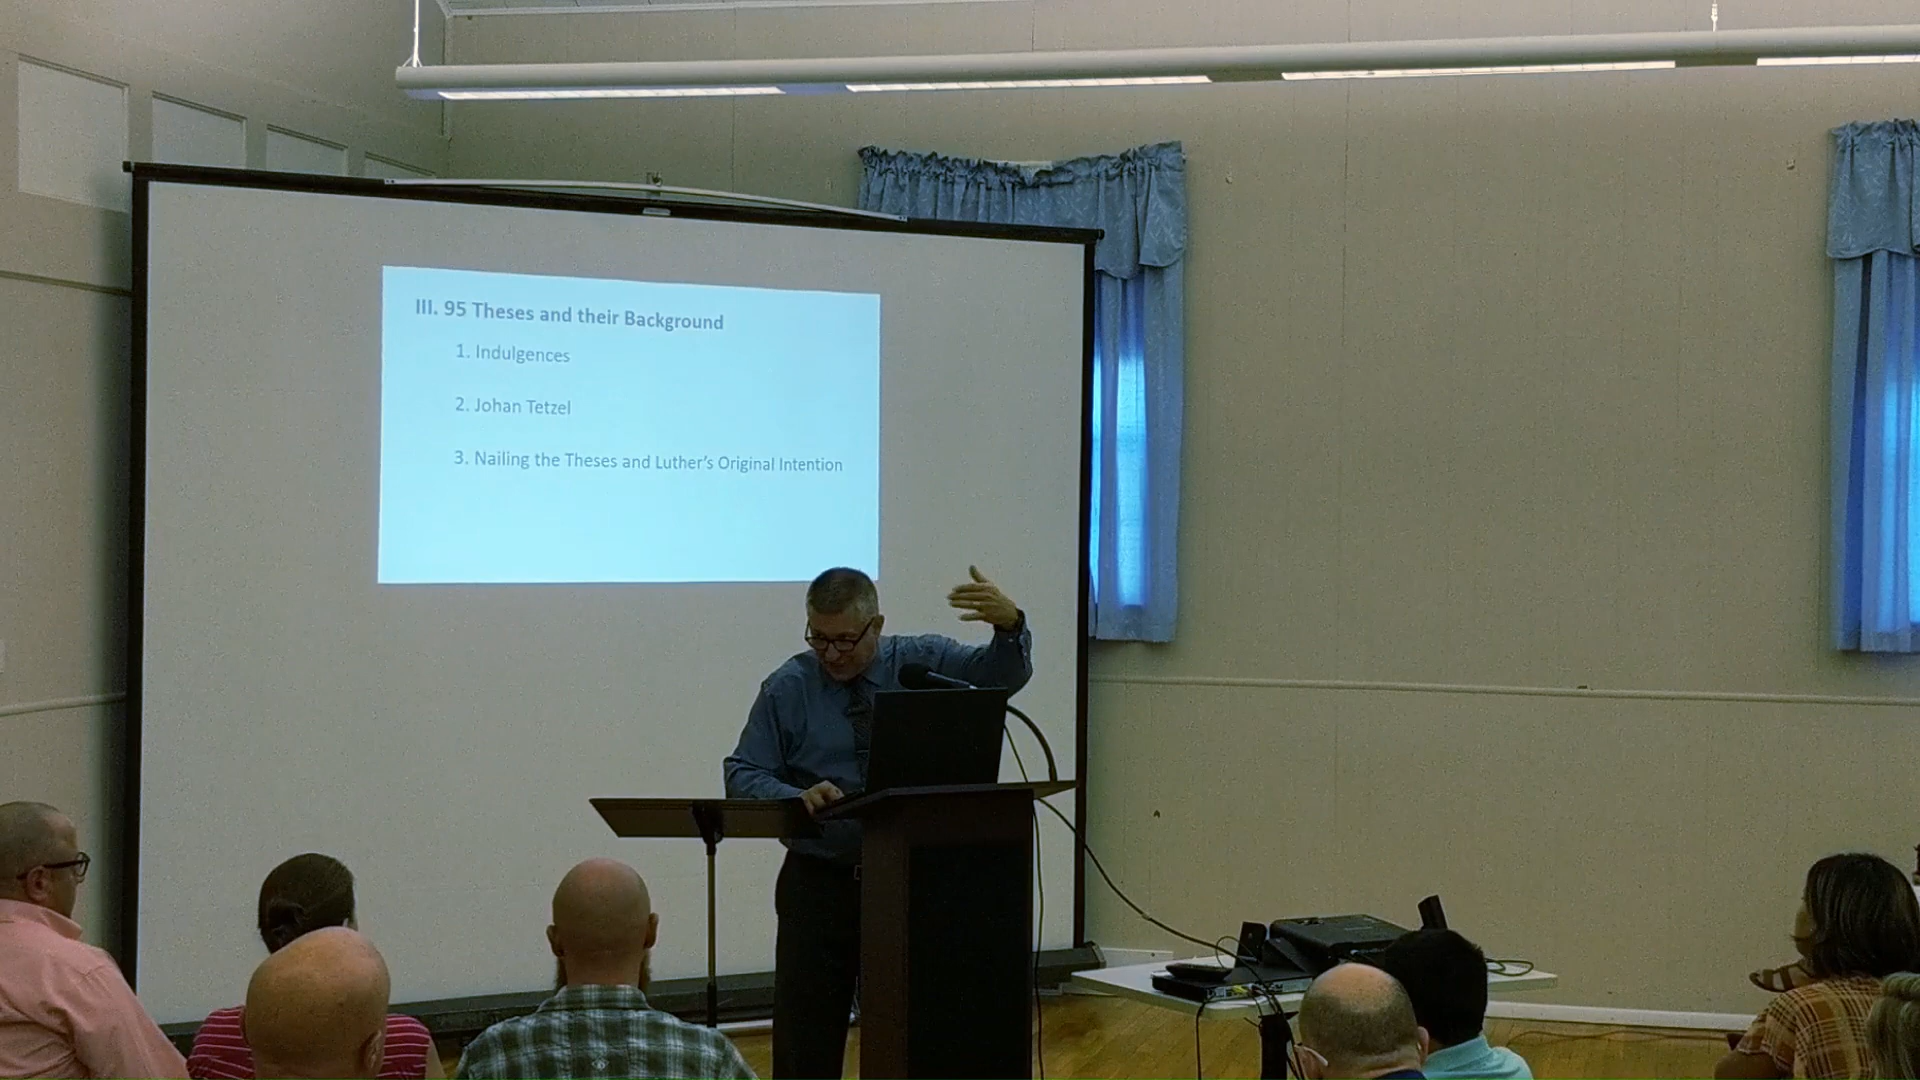 III. 95 Theses and their Background
1. Indulgences
2. Johan Tetzel
3. Nailing the Theses and Luther's Original Intention